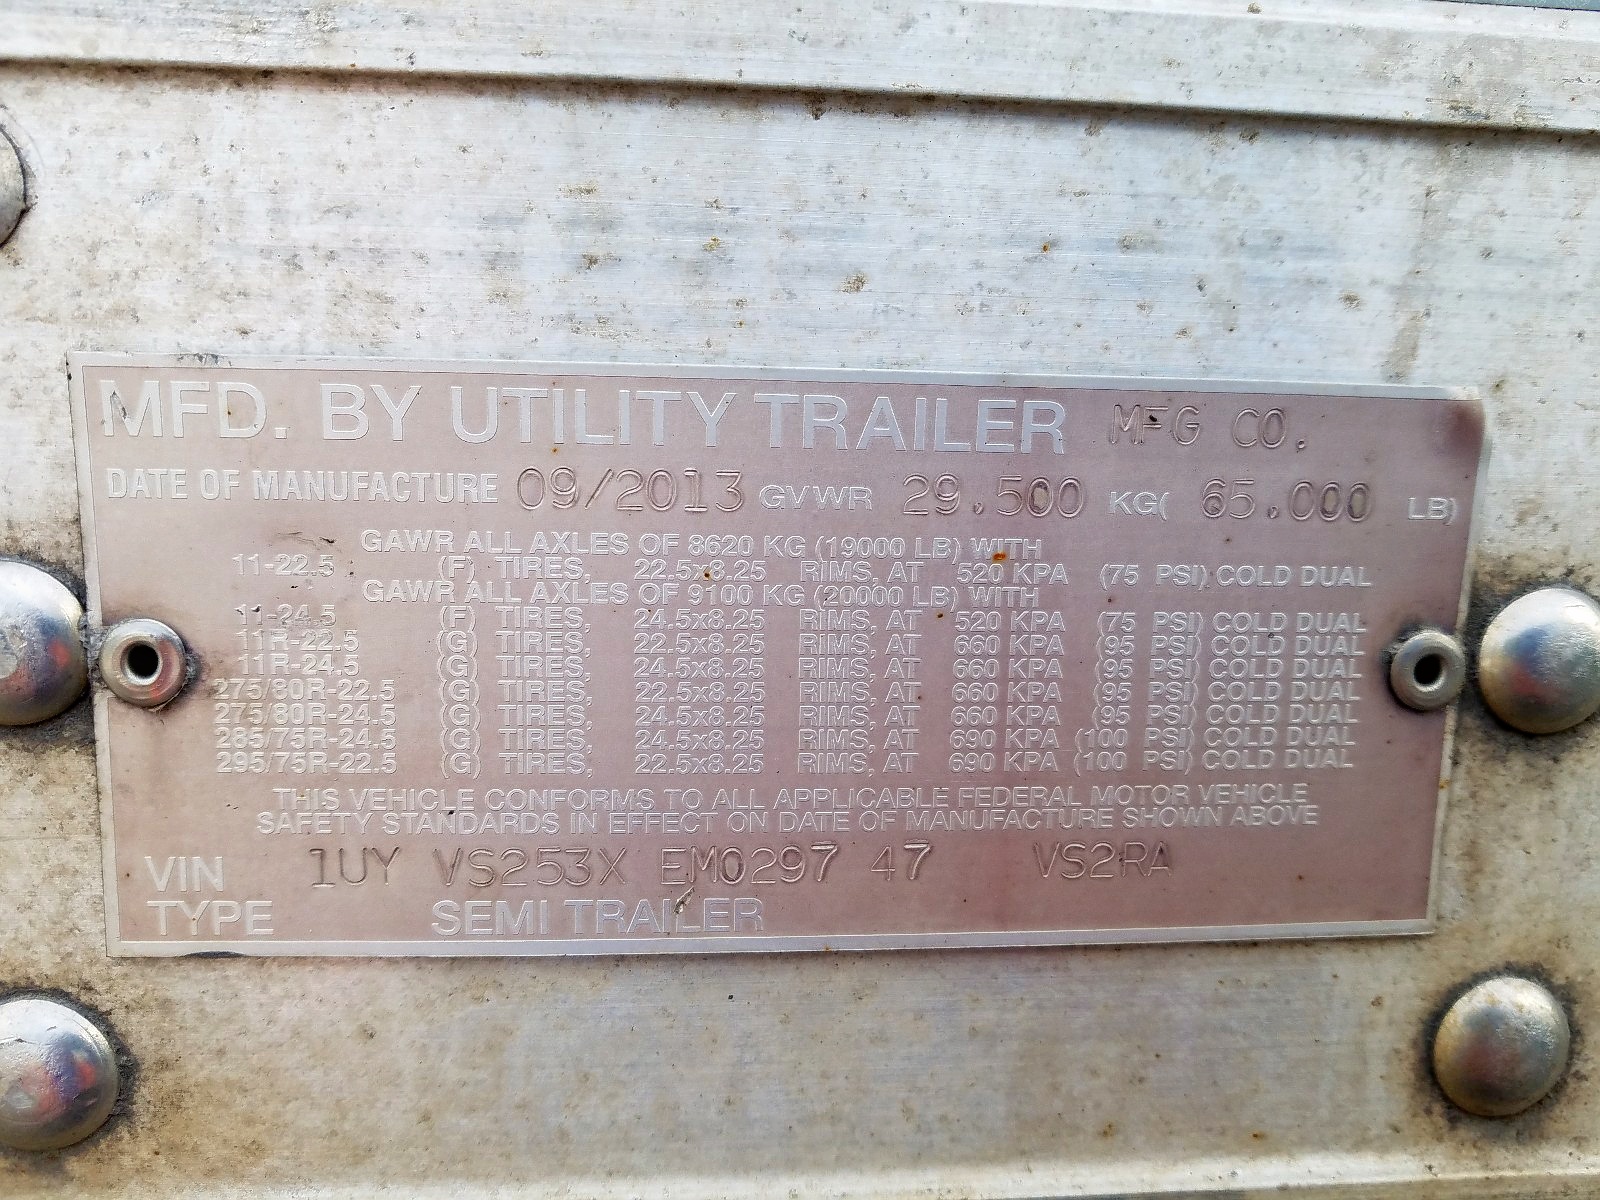 MFD. BY UTILITY TRAILER MFG CO.
DATE OF MANUFACTURE 09/2013 GVWR 29.500 KG( 65.000 LB)
GAWR ALL AXLES OF 8620 KG (19000 LB) WITH
11-22.5 (F) TIRES, 22.5x8.25 RIMS, AT 520 KPA (75 PSI) COLD DUAL
GAWR ALL AXLES OF 9100 KG (20000 LB) WITH
11-24.5 (F) TIRES, 24.5x8.25 RIMS, AT 520 KPA (75 PSI) COLD DUAL
11R-22.5 (G) TIRES, 22.5x8.25 RIMS, AT 660 KPA (95 PSI) COLD DUAL
11R-24.5 (G) TIRES, 24.5x8.25 RIMS, AT 660 KPA (95 PSI) COLD DUAL
275/80R-22.5 (G) TIRES, 22.5x8.25 RIMS, AT 660 KPA (95 PSI) COLD DUAL
275/80R-24.5 (G) TIRES, 24.5x8.25 RIMS, AT 660 KPA (95 PSI) COLD DUAL
285/75R-24.5 (G) TIRES, 24.5x8.25 RIMS, AT 690 KPA (100 PSI) COLD DUAL
295/75R-22.5 (G) TIRES, 22.5x8.25 RIMS, AT 690 KPA (100 PSI) COLD DUAL
THIS VEHICLE CONFORMS TO ALL APPLICABLE FEDERAL MOTOR VEHICLE
SAFETY STANDARDS IN EFFECT ON DATE OF MANUFACTURE SHOWN ABOVE
VIN 1UY VS253X EM0297 47 VS2RA
TYPE SEMI TRAILER